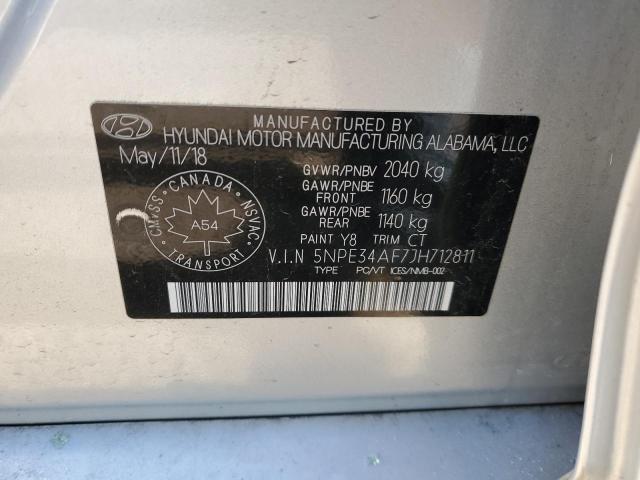 MANUFACTURED BY
HYUNDAI MOTOR MANUFACTURING ALABAMA, LLC
May/11/18
GVWR/PNBV 2040 kg
GAWR/PNBE
FRONT 1160 kg
GAWR/PNBE
REAR 1140 kg
PAINT Y8 TRIM CT
V.I.N 5NPE34AF7JH712811
TYPE PC/VT ICES/NMB-002
CANADA
CMVSS
NSVAC
A54
TRANSPORT